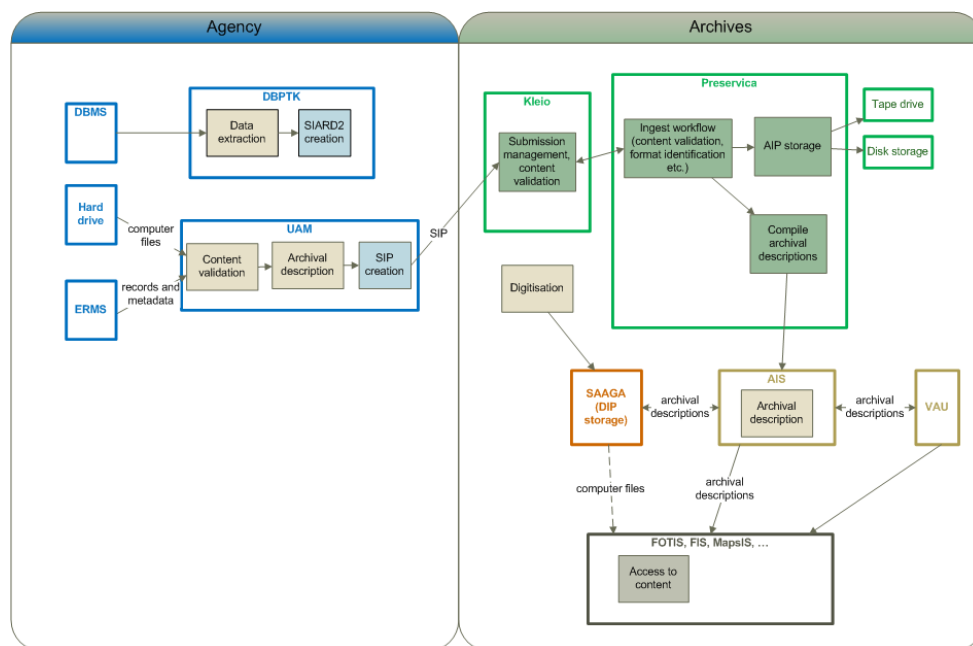 Agency
Archives
DBMS
DBPTK
Data
extraction
SIARD2
creation
Kleio
Submission
management,
content
validation
Preservica
Ingest workflow
(content validation,
format identification
etc.)
AIP storage
Tape drive
Disk storage
Compile
archival
descriptions
Hard
drive
computer
files
UAM
Content
validation
Archival
description
SIP
creation
SIP
records and
metadata
ERMS
Digitisation
SAAGA
(DIP
storage)
archival
descriptions
AIS
Archival
description
archival
descriptions
VAU
computer files
archival
descriptions
FOTIS, FIS, MapsIS, ...
Access to
content